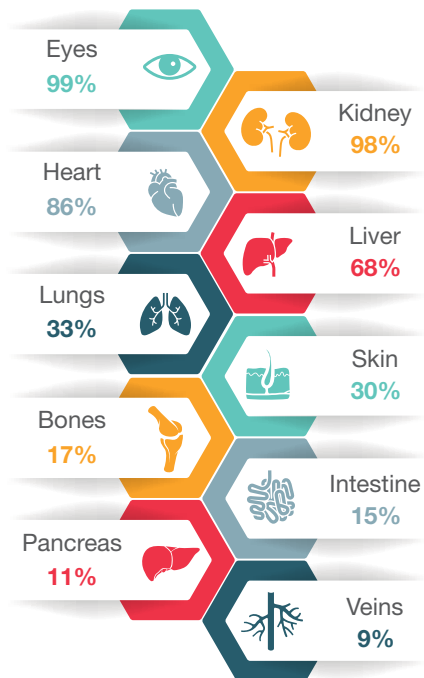 Eyes
99%
Kidney
98%
Heart
86%
Liver
68%
Lungs
33%
Skin
30%
Bones
17%
Intestine
15%
Pancreas
11%
Veins
9%